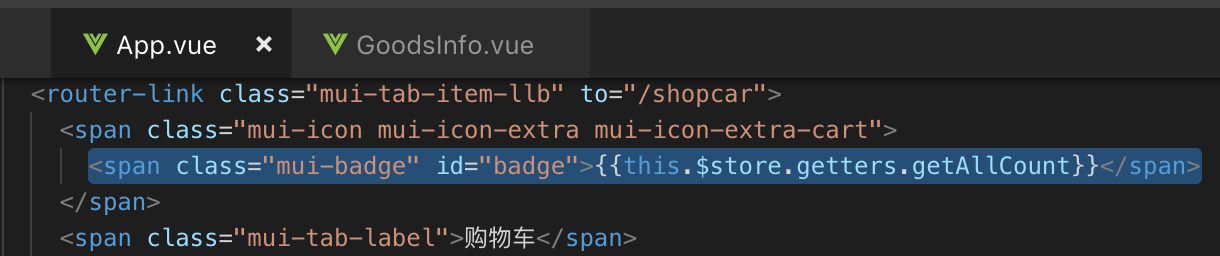 App.vue × GoodsInfo.vue
<router-link class="mui-tab-item-llb" to="/shopcar">
<span class="mui-icon mui-icon-extra mui-icon-extra-cart">
<span class="mui-badge" id="badge">{{this.$store.getters.getAllCount}}</span>
</span>
<span class="mui-tab-label">购物车</span>